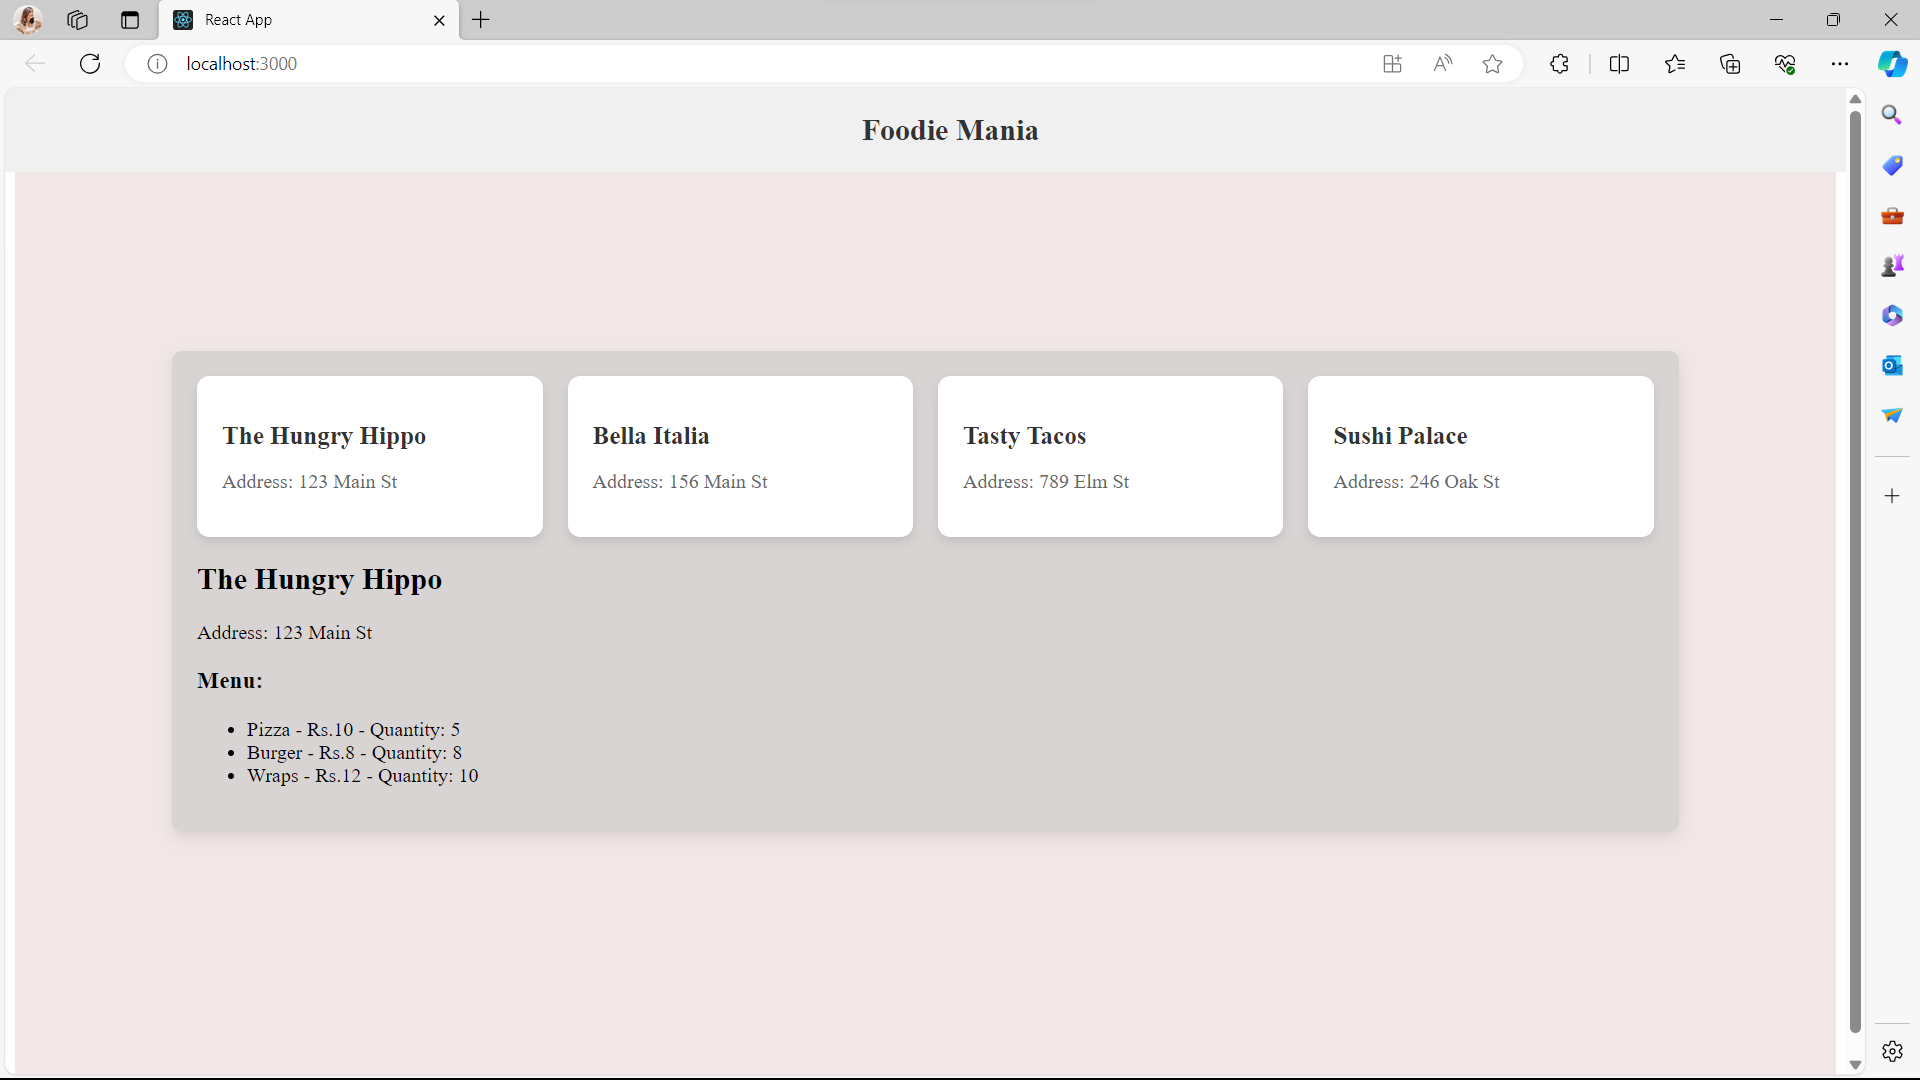 React App
localhost:3000
Foodie Mania
The Hungry Hippo
Address: 123 Main St
Bella Italia
Address: 156 Main St
Tasty Tacos
Address: 789 Elm St
Sushi Palace
Address: 246 Oak St
The Hungry Hippo
Address: 123 Main St
Menu:
Pizza - Rs.10 - Quantity: 5
Burger - Rs.8 - Quantity: 8
Wraps - Rs.12 - Quantity: 10